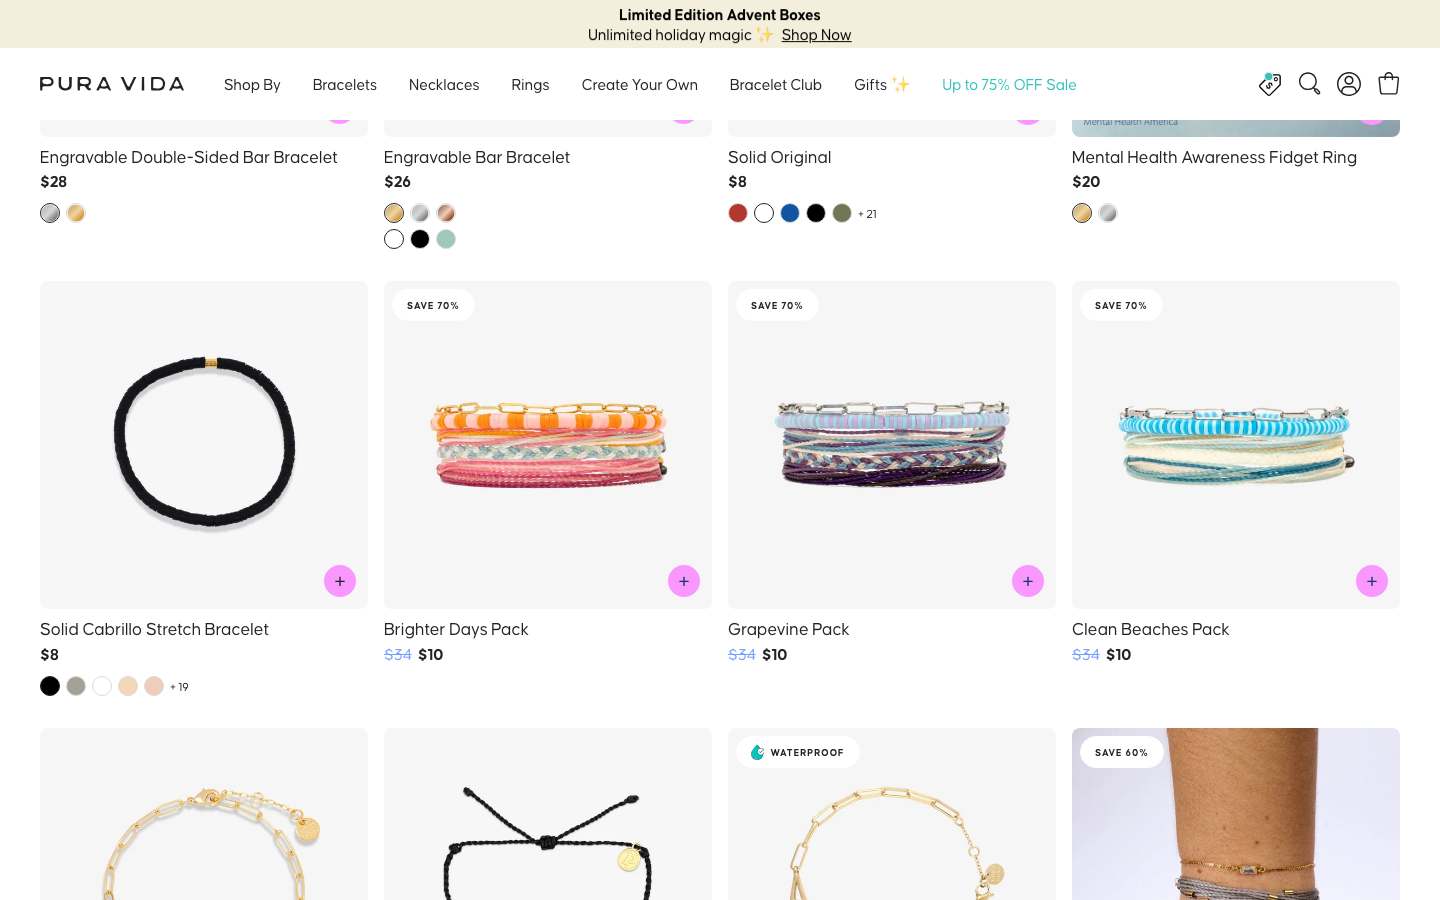 Limited Edition Advent Boxes
Unlimited holiday magic ✨ Shop Now
PURA VIDA Shop By Bracelets Necklaces Rings Create Your Own Bracelet Club Gifts ✨ Up to 75% OFF Sale
Mental Health America
Engravable Double-Sided Bar Bracelet
$28
Engravable Bar Bracelet
$26
Solid Original
$8
+ 21
Mental Health Awareness Fidget Ring
$20
Solid Cabrillo Stretch Bracelet
$8
+ 19
SAVE 70%
Brighter Days Pack
$34 $10
SAVE 70%
Grapevine Pack
$34 $10
SAVE 70%
Clean Beaches Pack
$34 $10
WATERPROOF
SAVE 60%